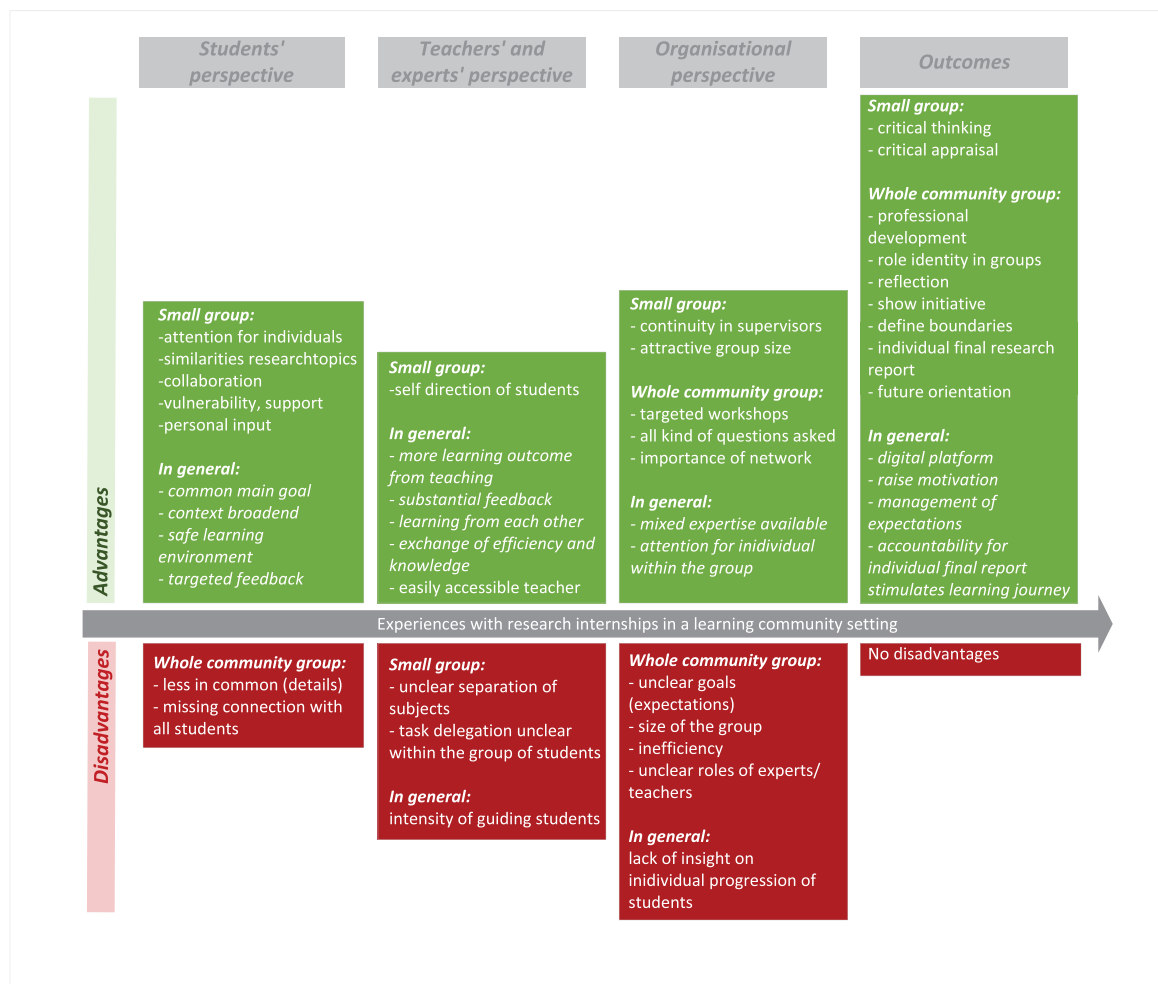 Students'
perspective
Teachers' and
experts' perspective
Organisational
perspective
Outcomes
Advantages
Small group:
-attention for individuals
-similarities researchtopics
-collaboration
-vulnerability, support
-personal input
In general:
- common main goal
- context broadend
- safe learning
environment
- targeted feedback
Small group:
-self direction of students
In general:
- more learning outcome
from teaching
- substantial feedback
- learning from each other
- exchange of efficiency and
knowledge
- easily accessible teacher
Small group:
- continuity in supervisors
- attractive group size
Whole community group:
- targeted workshops
- all kind of questions asked
- importance of network
In general:
- mixed expertise available
- attention for inidividual
within the group
Small group:
- critical thinking
- critical appraisal
Whole community group:
- professional
development
- role identity in groups
- reflection
- show initiative
- define boundaries
- individual final research
report
- future orientation
In general:
- digital platform
- raise motivation
- management of
expectations
- accountability for
individual final report
stimulates learning journey
Experiences with research internships in a learning community setting
Disadvantages
Whole community group:
- less in common (details)
- missing connection with
all students
Small group:
- unclear separation of
subjects
- task delegation unclear
within the group of students
In general:
intensity of guiding students
Whole community group:
- unclear goals
(expectations)
- size of the group
- inefficiency
- unclear roles of experts/
teachers
In general:
lack of insight on
inidividual progression of
students
No disadvantages